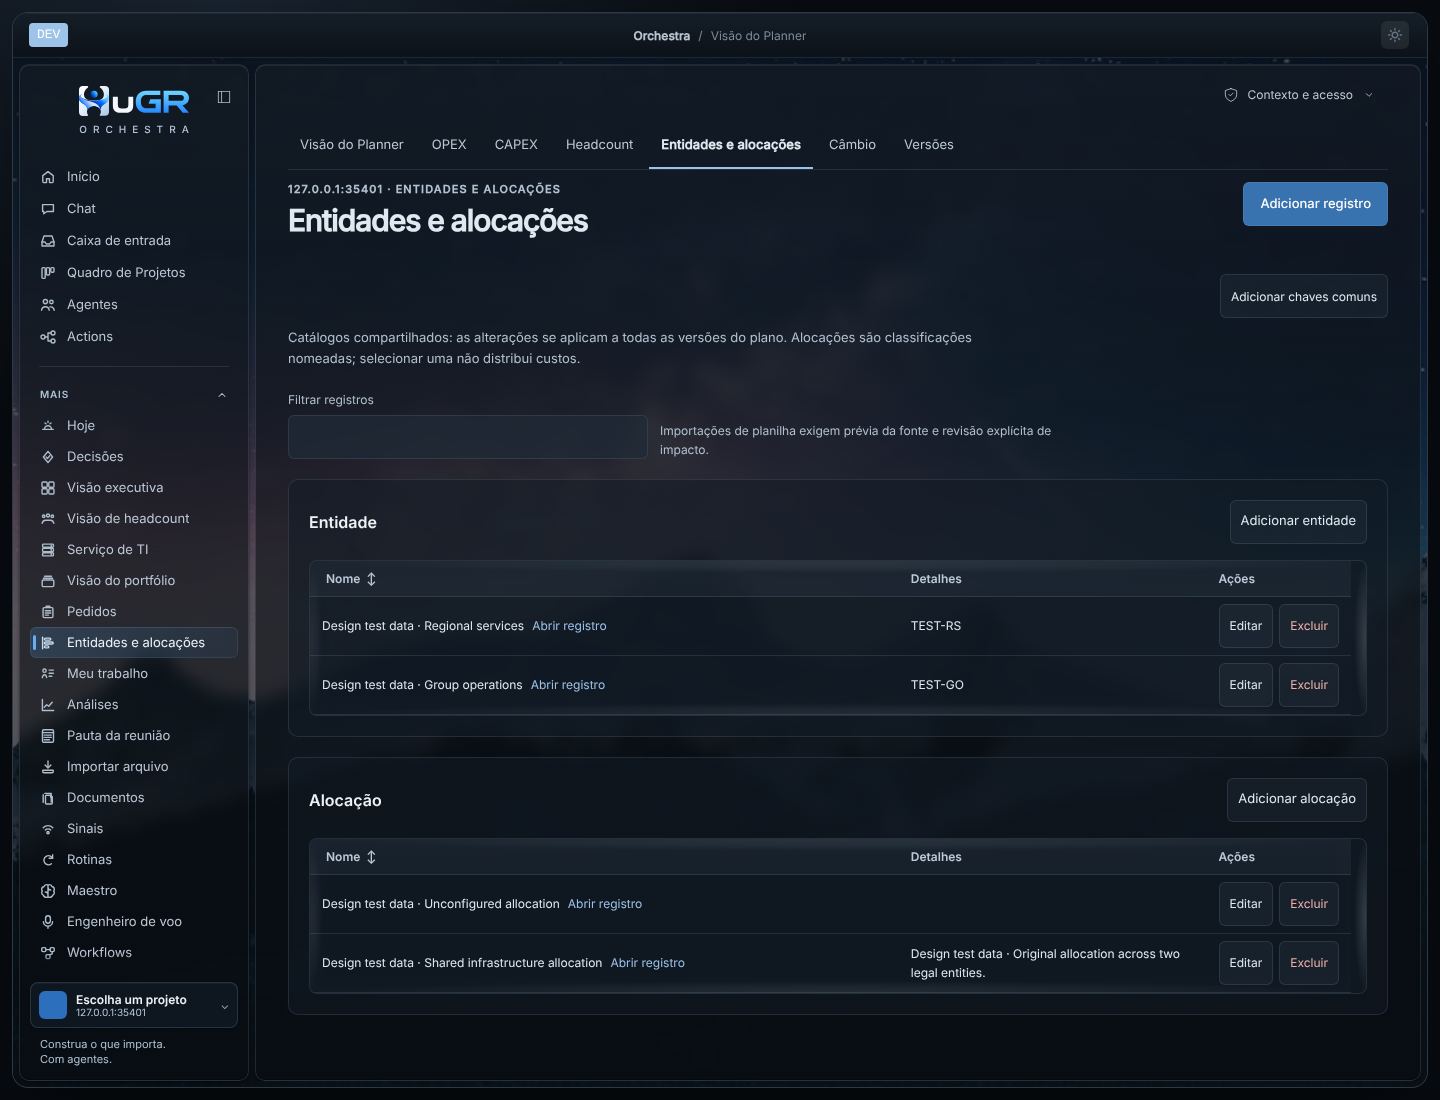 DEV
Orchestra / Visão do Planner
HuGR
ORCHESTRA
Início
Chat
Caixa de entrada
Quadro de Projetos
Agentes
Actions
MAIS
Hoje
Decisões
Visão executiva
Visão de headcount
Serviço de TI
Visão do portfólio
Pedidos
Entidades e alocações
Meu trabalho
Análises
Pauta da reunião
Importar arquivo
Documentos
Sinais
Rotinas
Maestro
Engenheiro de voo
Workflows
Escolha um projeto
127.0.0.1:35401
Construa o que importa.
Com agentes.
Contexto e acesso
Visão do Planner OPEX CAPEX Headcount Entidades e alocações Câmbio Versões
127.0.0.1:35401 · ENTIDADES E ALOCAÇÕES
Entidades e alocações
Adicionar registro
Adicionar chaves comuns
Catálogos compartilhados: as alterações se aplicam a todas as versões do plano. Alocações são classificações
nomeadas; selecionar uma não distribui custos.
Filtrar registros
Importações de planilha exigem prévia da fonte e revisão explícita de
impacto.
Entidade
Adicionar entidade
Nome Detalhes Ações
Design test data · Regional services Abrir registro TEST-RS Editar Excluir
Design test data · Group operations Abrir registro TEST-GO Editar Excluir
Alocação
Adicionar alocação
Nome Detalhes Ações
Design test data · Unconfigured allocation Abrir registro Editar Excluir
Design test data · Shared infrastructure allocation Abrir registro
Design test data · Original allocation across two
legal entities.
Editar Excluir